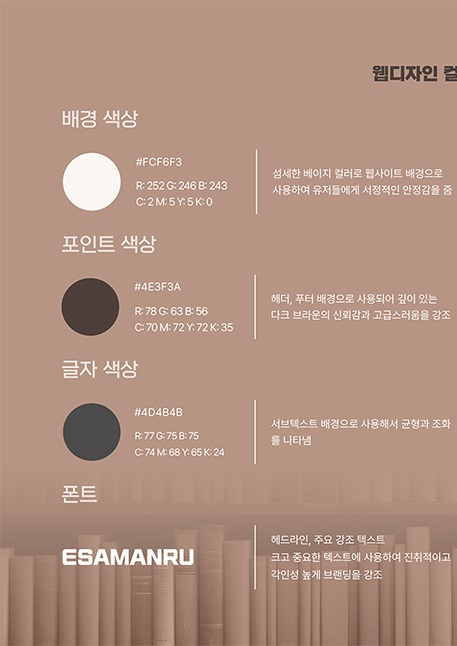 웹디자인 컬
배경 색상
#FCF6F3
R: 252 G: 246 B: 243
C: 2 M: 5 Y: 5 K: 0
섬세한 베이지 컬러로 웹사이트 배경으로
사용하여 유저들에게 서정적인 안정감을 줌
포인트 색상
#4E3F3A
R: 78 G: 63 B: 56
C: 70 M: 72 Y: 72 K: 35
헤더, 푸터 배경으로 사용되어 깊이 있는
다크 브라운의 신뢰감과 고급스러움을 강조
글자 색상
#4D4B4B
R: 77 G: 75 B: 75
C: 74 M: 68 Y: 65 K: 24
서브텍스트 배경으로 사용해서 균형과 조화
를 나타냄
폰트
ESAMANRU
헤드라인, 주요 강조 텍스트
크고 중요한 텍스트에 사용하여 진취적이고
각인성 높게 브랜딩을 강조